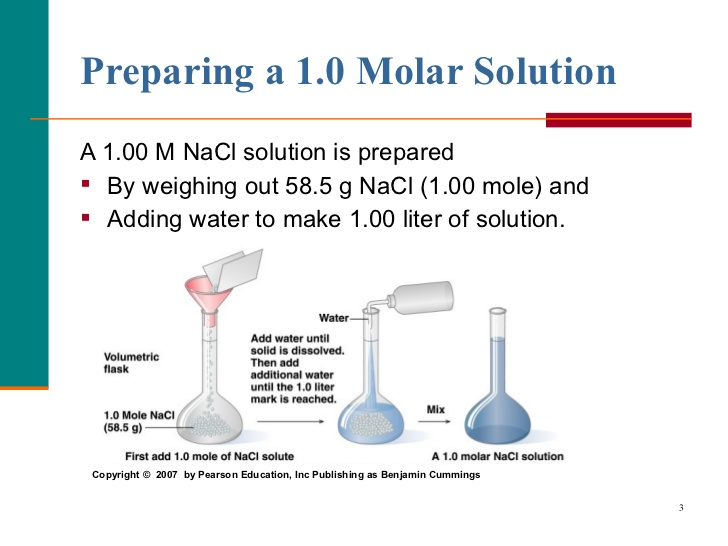 Preparing a 1.0 Molar Solution
A 1.00 M NaCl solution is prepared
By weighing out 58.5 g NaCl (1.00 mole) and
Adding water to make 1.00 liter of solution.
Volumetric
flask
1.0 Mole NaCl
(58.5 g)
First add 1.0 mole of NaCl solute
Water
Add water until
solid is dissolved.
Then add
additional water
until the 1.0 liter
mark is reached.
Mix
A 1.0 molar NaCl solution
Copyright © 2007 by Pearson Education, Inc Publishing as Benjamin Cummings
3